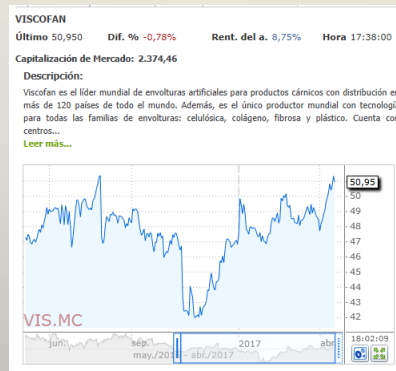 VISCOFAN
Último 50,950 Dif. % -0,78% Rent. del a. 8,75% Hora 17:38:00
Capitalización de Mercado: 2.374,46
Descripción:
Viscofan es el líder mundial de envolturas artificiales para productos cárnicos con distribución en
más de 120 países de todo el mundo. Además, es el único productor mundial con tecnología
para todas las familias de envolturas: celulósica, colágeno, fibrosa y plástico. Cuenta con
centros...
Leer más...
50,95
50
49
48
47
46
45
44
43
42
VIS.MC
jun. sep. 2017 abr.
may./2016 - abr./2017
18:02:09